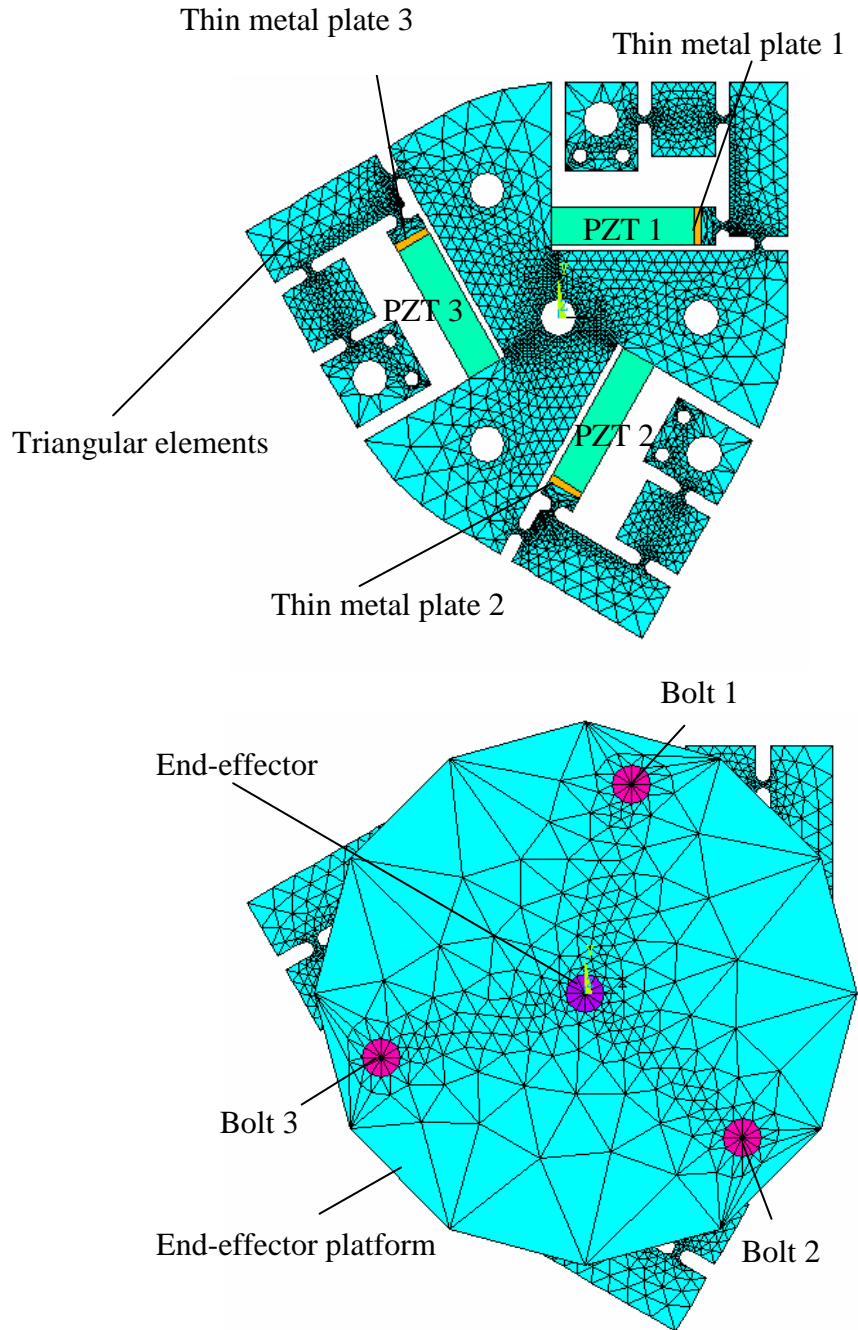 Thin metal plate 3
Thin metal plate 1
PZT 1
PZT 3
Triangular elements
PZT 2
Thin metal plate 2
Bolt 1
End-effector
Bolt 3
End-effector platform
Bolt 2